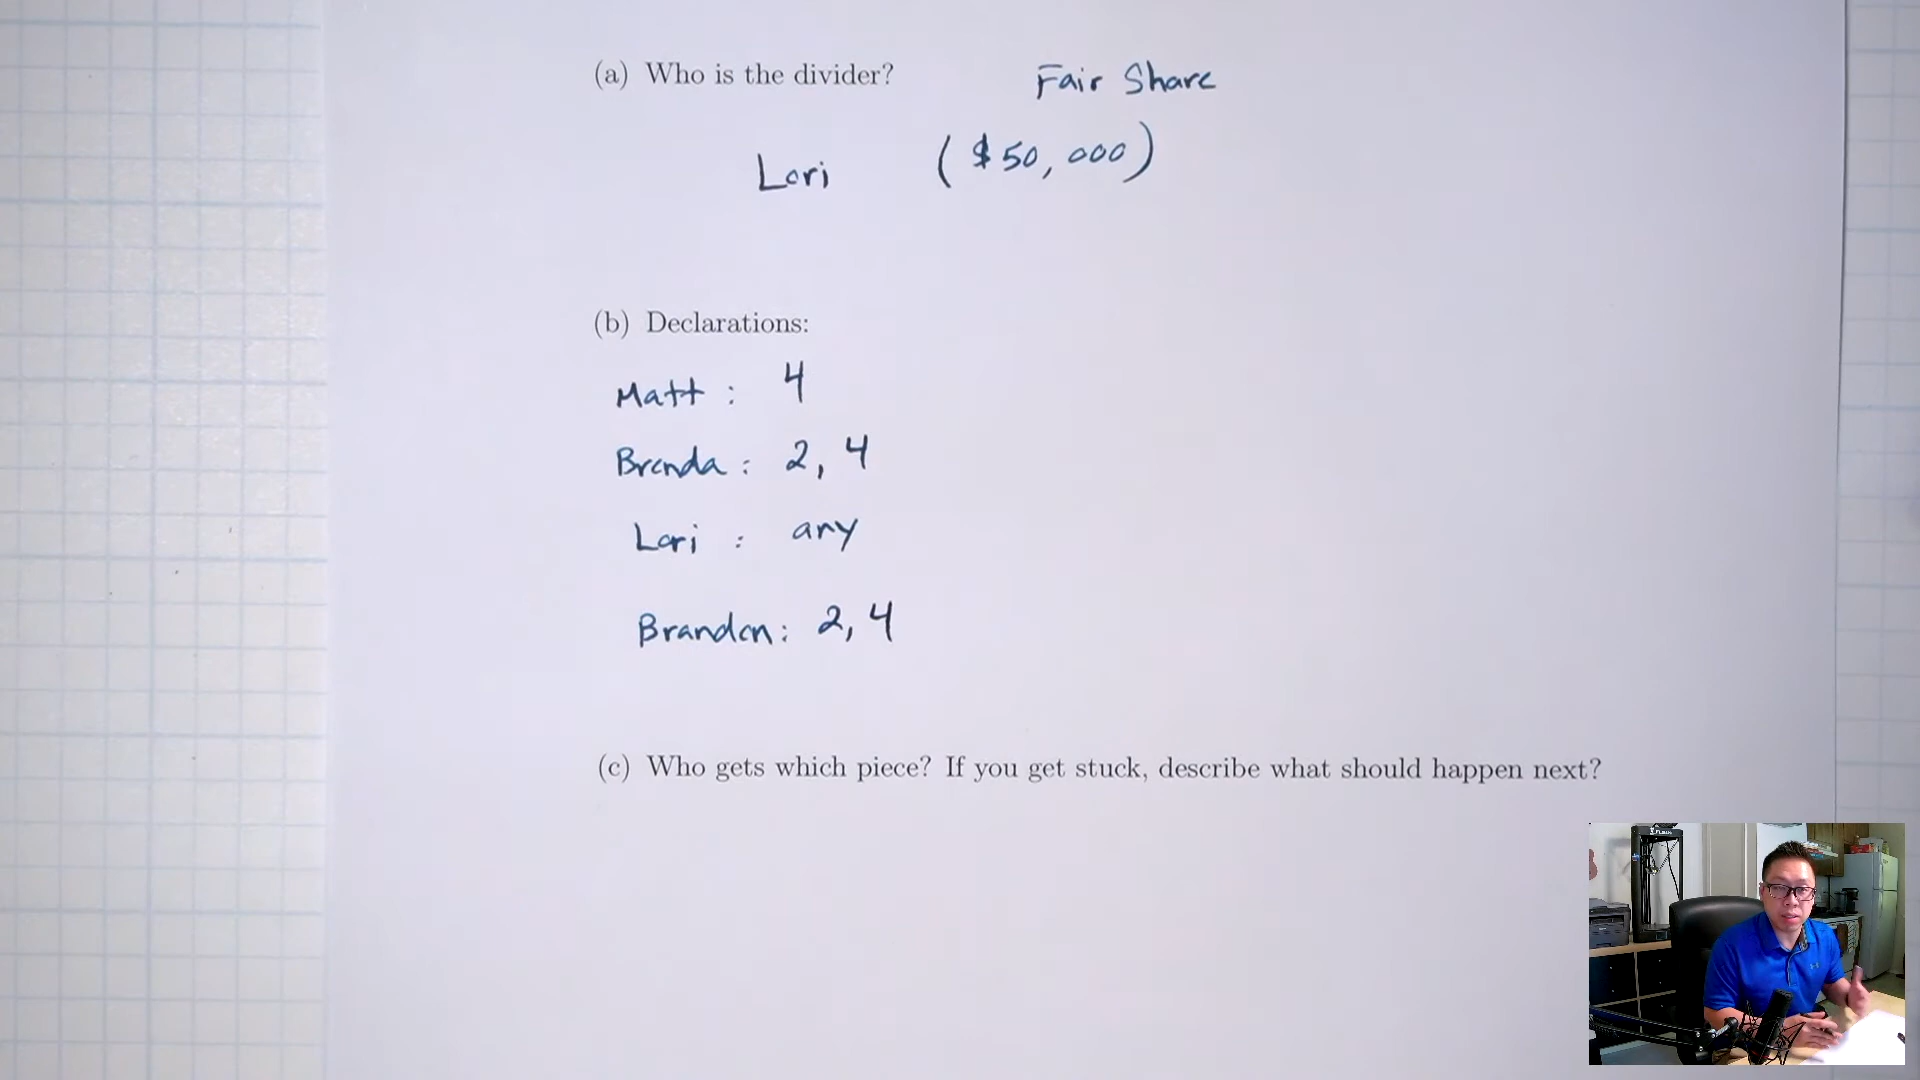 (a) Who is the divider?
Fair Share
Lori ($50,000)
(b) Declarations:
Matt : 4
Brenda : 2, 4
Lori : any
Brandon : 2, 4
(c) Who gets which piece? If you get stuck, describe what should happen next?